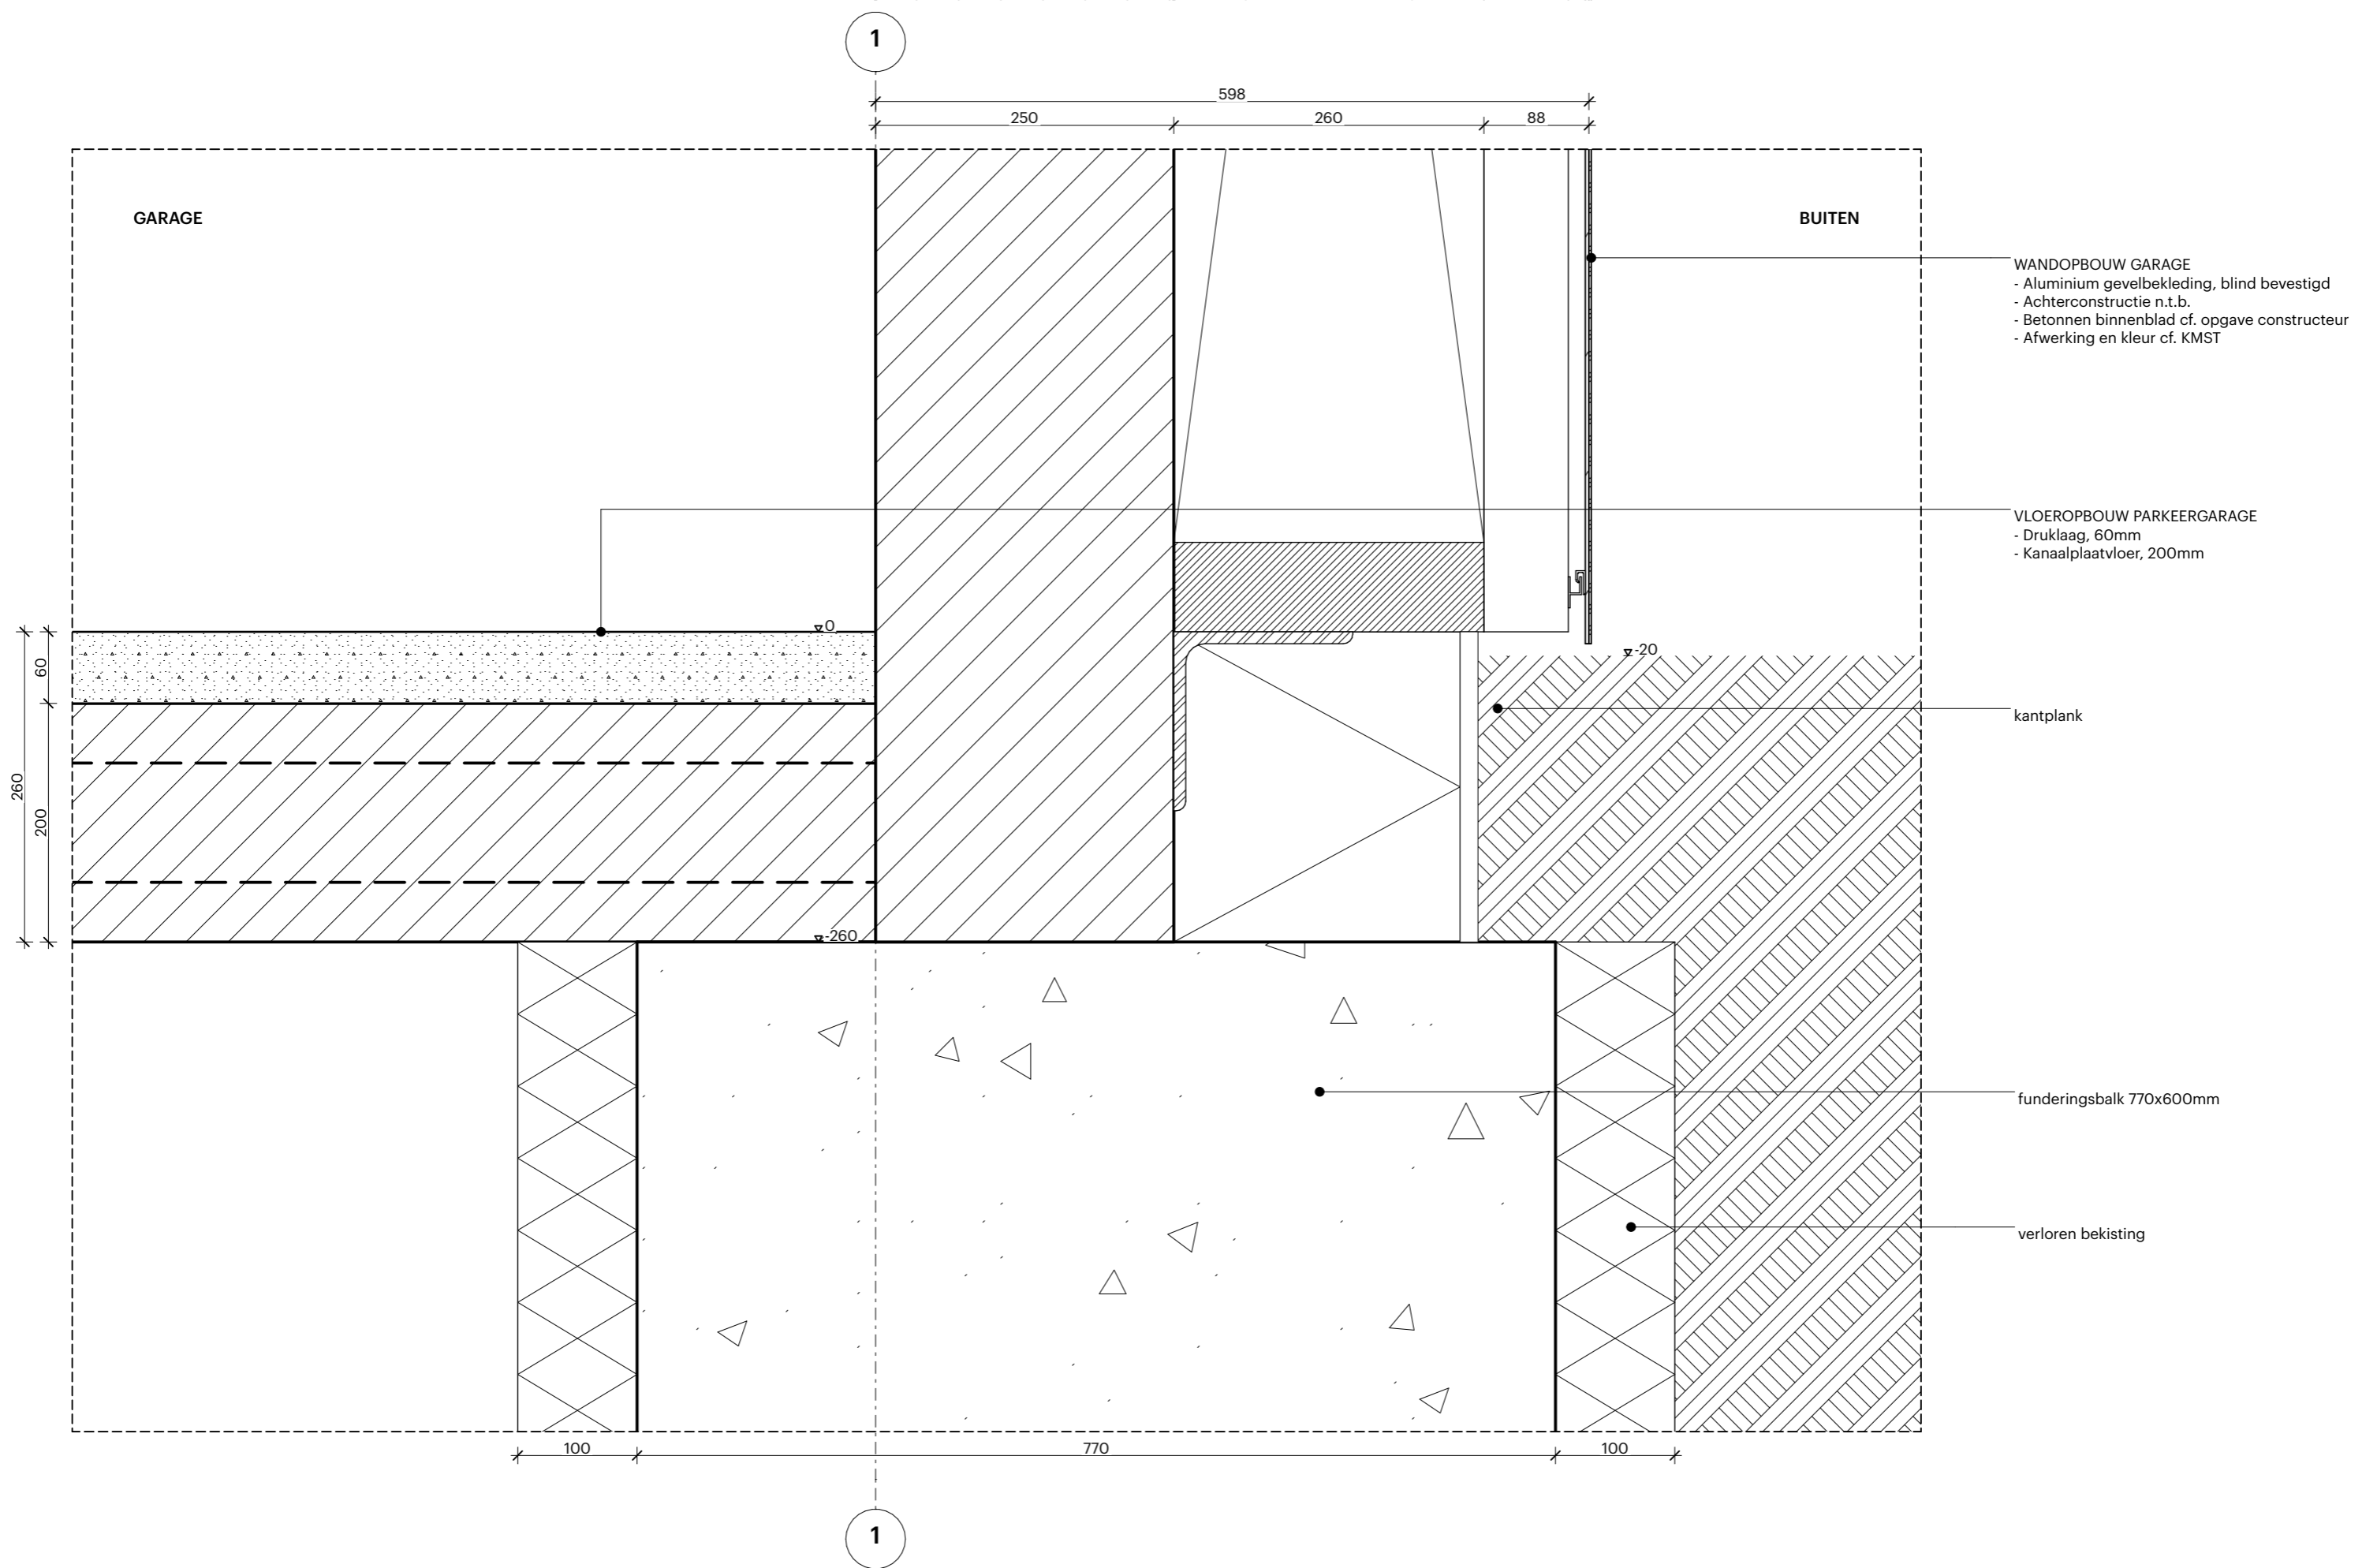 1
598
250
260
88
GARAGE
BUITEN
WANDOPBOUW GARAGE
- Aluminium gevelbekleding, blind bevestigd
- Achterconstructie n.t.b.
- Betonnen binnenblad cf. opgave constructeur
- Afwerking en kleur cf. KMST
VLOEROPBOUW PARKEERGARAGE
- Druklaag, 60mm
- Kanaalplaatvloer, 200mm
0
-20
60
kantplank
260
200
-260
funderingsbalk 770x600mm
verloren bekisting
100
770
100
1